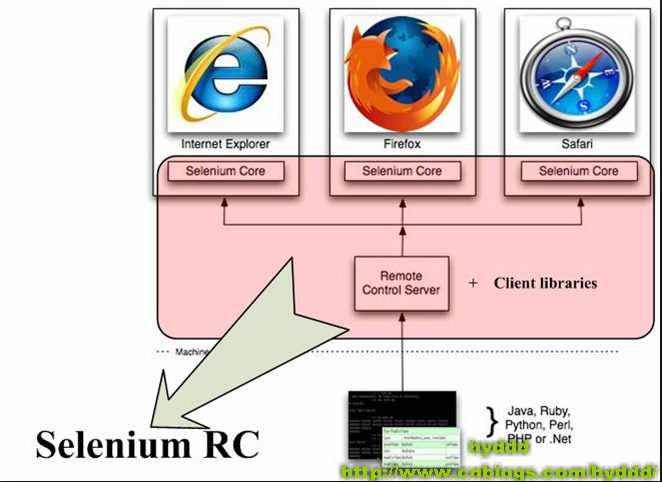 Internet Explorer
Firefox
Safari
Selenium Core
Selenium Core
Selenium Core
Remote
Control Server
+ Client libraries
Machine
Selenium RC
Java, Ruby,
Python, Perl,
PHP or .Net
hyddd
http://www.cnblogs.com/hyddd/